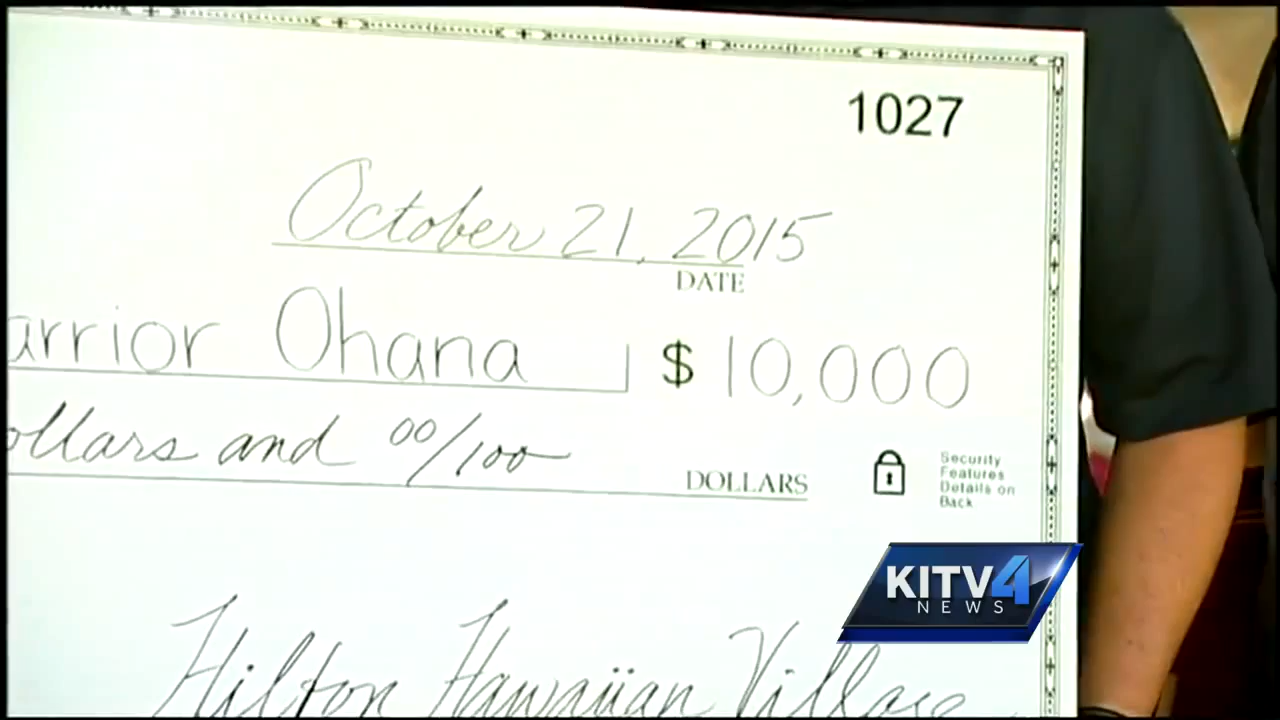 1027
October 21, 2015
DATE
arrior Ohana $ 10,000
ollars and 00/100
DOLLARS
Security
Features
Details on
Back
KITV4
NEWS
Hilton Hawaiian Village